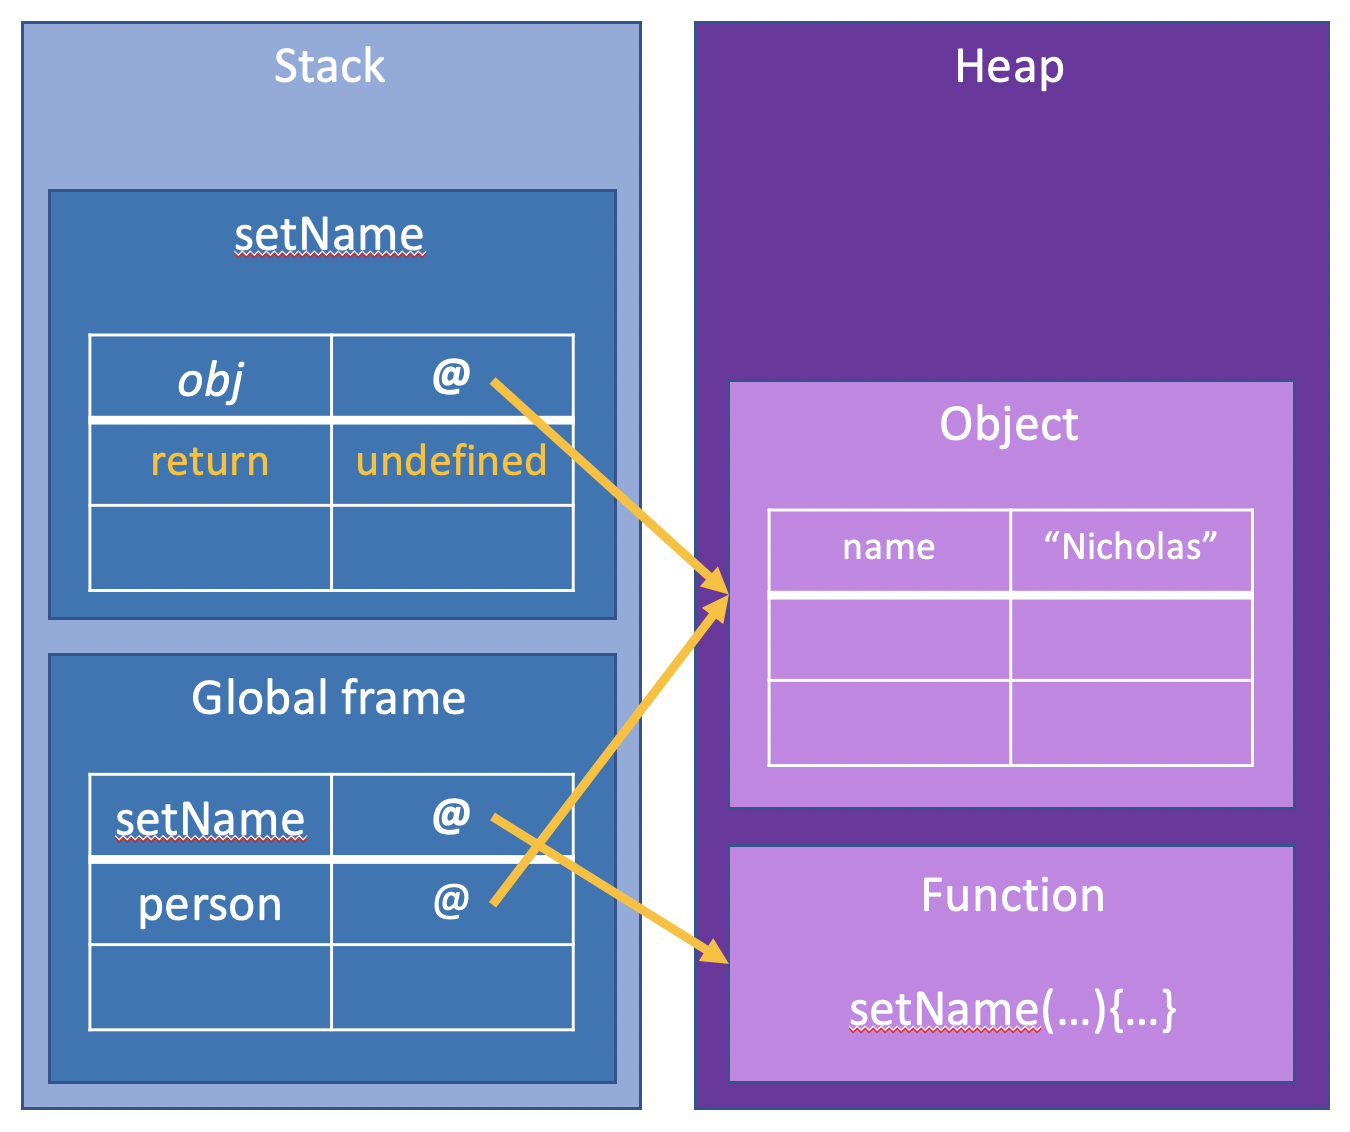 Stack
setName
obj @
return undefined
Global frame
setName @
person @
Heap
Object
name “Nicholas”
Function
setName(...){...}